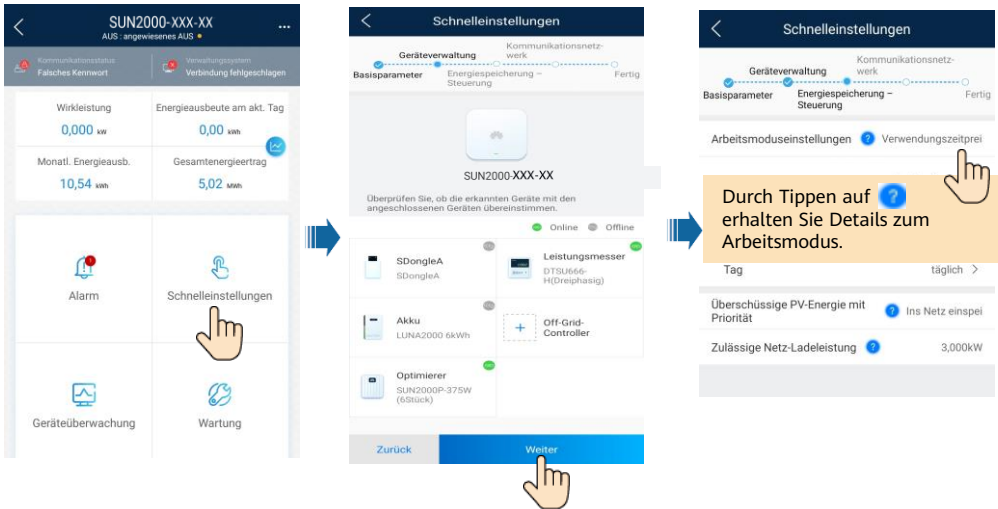 SUN2000-XXX-XX
AUS : angewiesenes AUS
Kommunikationsstatus
Falsches Kennwort
Verwaltungssystem
Verbindung fehlgeschlagen
Wirkleistung
0,000 kW
Energieausbeute am akt. Tag
0,00 kWh
Monatl. Energieausb.
10,54 kWh
Gesamtenergieertrag
5,02 MWh
Alarm
Schnelleinstellungen
Geräteüberwachung
Wartung
Schnelleinstellungen
Geräteverwaltung
Kommunikationsnetz-
werk
Basisparameter
Energiespeicherung –
Steuerung
Fertig
SUN2000-XXX-XX
Überprüfen Sie, ob die erkannten Geräte mit den
angeschlossenen Geräten übereinstimmen.
Online
Offline
SDongleA
SDongleA
Leistungsmesser
DTSU666-
H(Dreiphasig)
Akku
LUNA2000 6kWh
+
Off-Grid-
Controller
Optimierer
SUN2000P-375W
(6Stück)
Zurück
Weiter
Schnelleinstellungen
Geräteverwaltung
Kommunikationsnetz-
werk
Basisparameter
Energiespeicherung –
Steuerung
Fertig
Arbeitsmoduseinstellungen ? Verwendungszeitprei
Durch Tippen auf ?
erhalten Sie Details zum
Arbeitsmodus.
Tag
täglich >
Überschüssige PV-Energie mit
Priorität
? Ins Netz einspei
Zulässige Netz-Ladeleistung ? 3,000kW